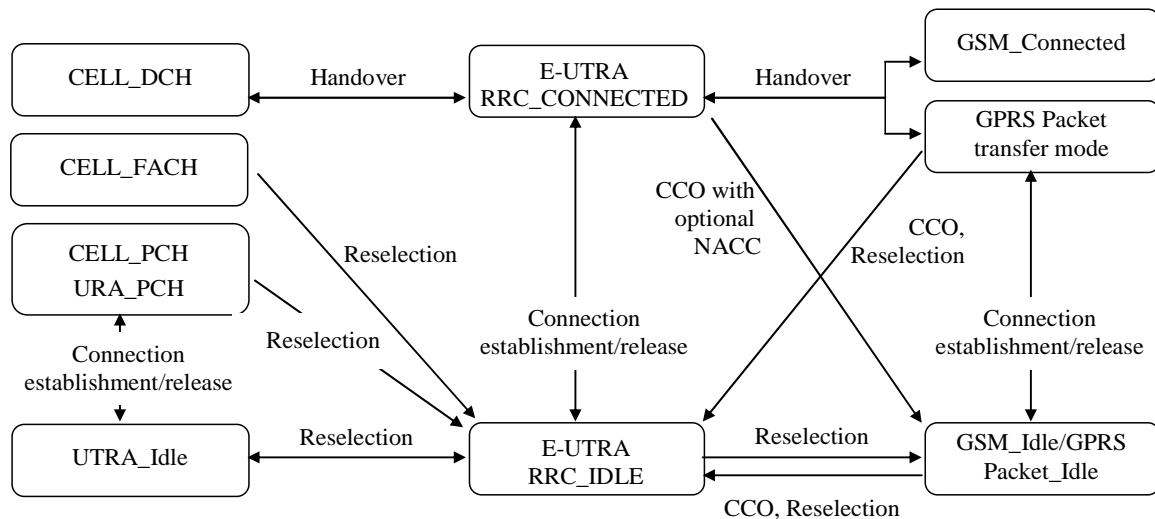 CELL_DCH
Handover
E-UTRA
RRC_CONNECTED
Handover
GSM_Connected
GPRS Packet
transfer mode
CELL_FACH
CELL_PCH
URA_PCH
Reselection
Reselection
CCO with
optional
NACC
CCO,
Reselection
Connection
establishment/release
Connection
establishment/release
Connection
establishment/release
UTRA_Idle
Reselection
E-UTRA
RRC_IDLE
Reselection
CCO, Reselection
GSM_Idle/GPRS
Packet_Idle